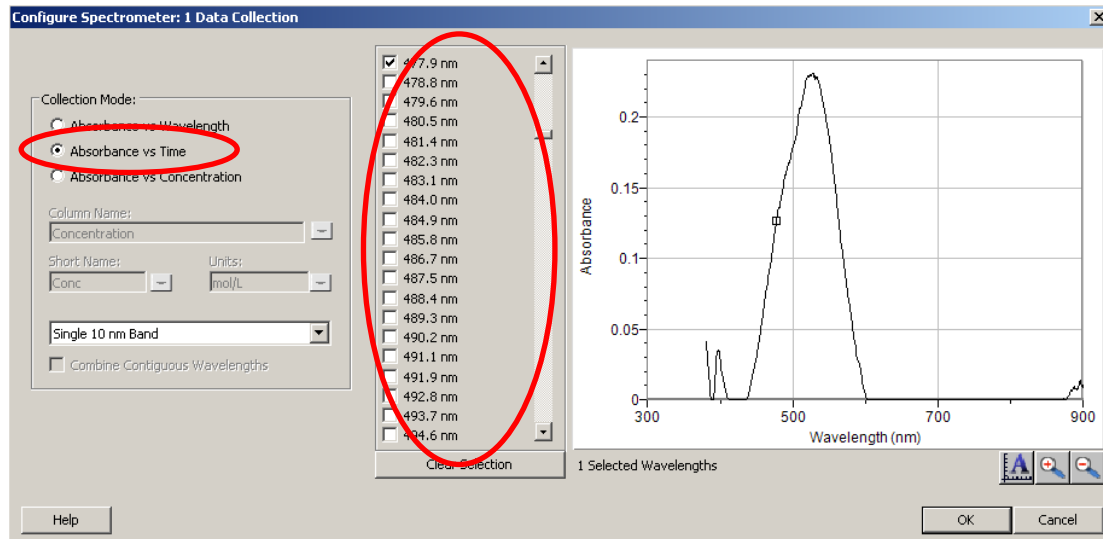 Configure Spectrometer: 1 Data Collection
Collection Mode:
Absorbance vs Wavelength
Absorbance vs Time
Absorbance vs Concentration
Column Name:
Concentration
Short Name:
Units:
Conc
mol/L
Single 10 nm Band
Combine Contiguous Wavelengths
477.9 nm
478.8 nm
479.6 nm
480.5 nm
481.4 nm
482.3 nm
483.1 nm
484.0 nm
484.9 nm
485.8 nm
486.7 nm
487.5 nm
488.4 nm
489.3 nm
490.2 nm
491.1 nm
491.9 nm
492.8 nm
493.7 nm
494.6 nm
Clear Selection
Absorbance
0.2
0.15
0.1
0.05
0
300
500
700
900
Wavelength (nm)
1 Selected Wavelengths
A
Help
OK
Cancel